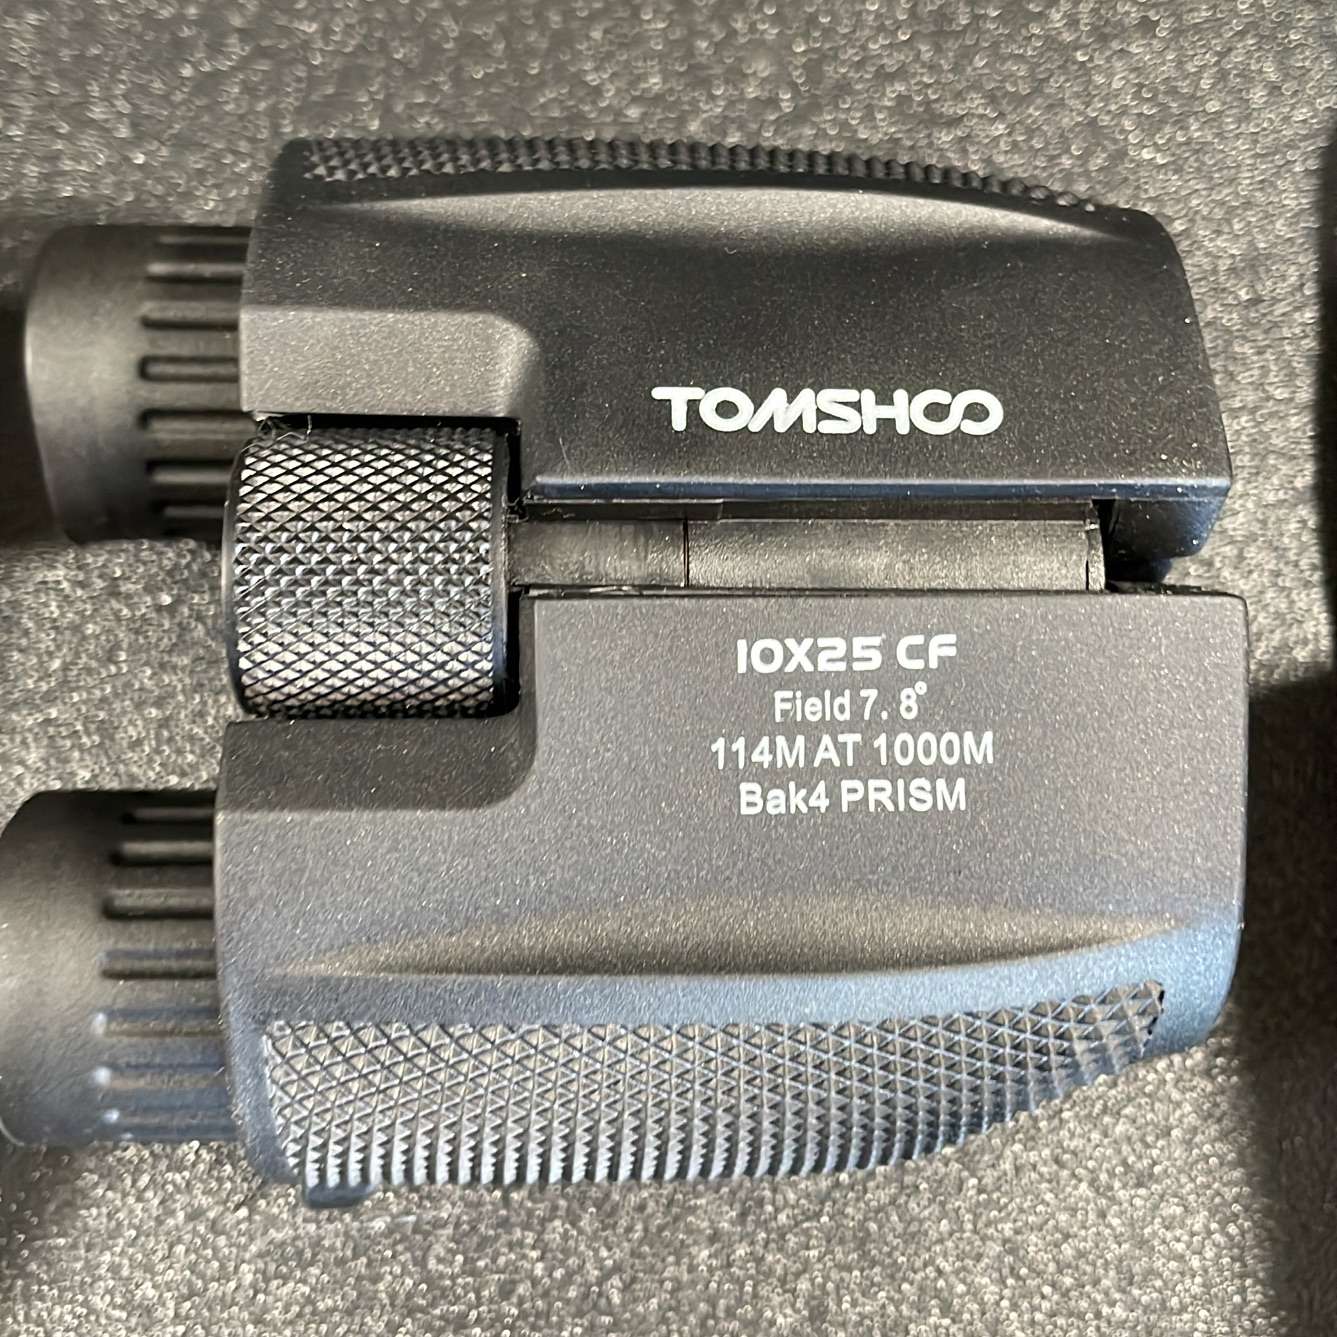 TOMSHOO
10X25 CF
Field 7.8°
114M AT 1000M
Bak4 PRISM